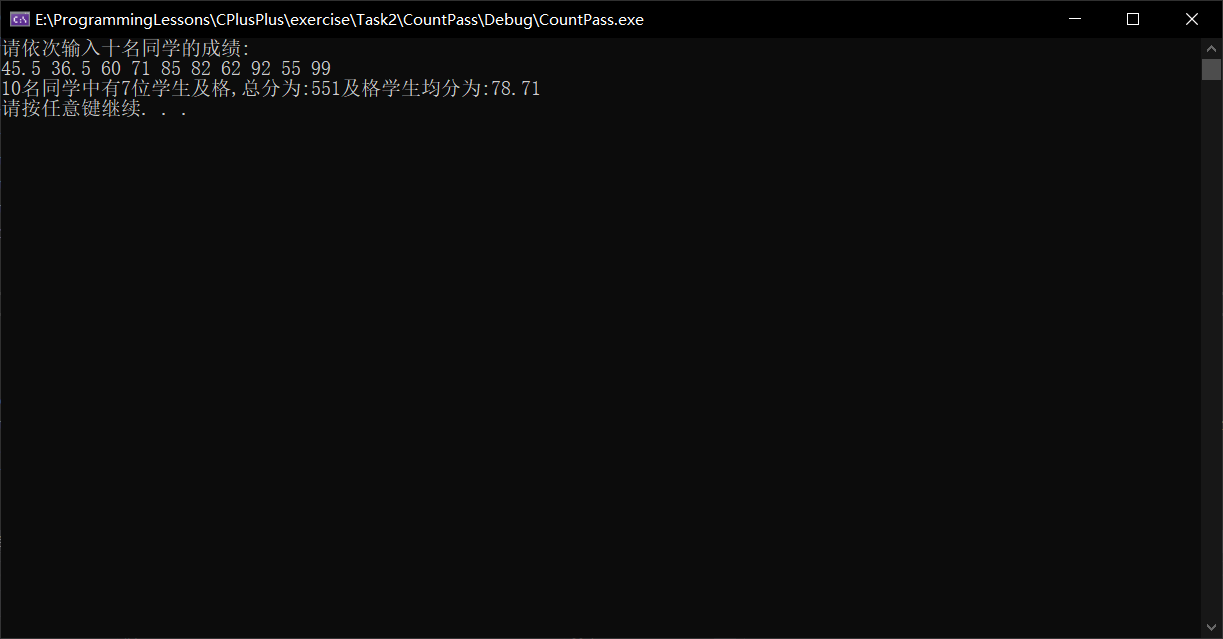 E:\ProgrammingLessons\CPlusPlus\exercise\Task2\CountPass\Debug\CountPass.exe
请依次输入十名同学的成绩:
45.5 36.5 60 71 85 82 62 92 55 99
10名同学中有7位学生及格,总分为:551及格学生均分为:78.71
请按任意键继续. . .